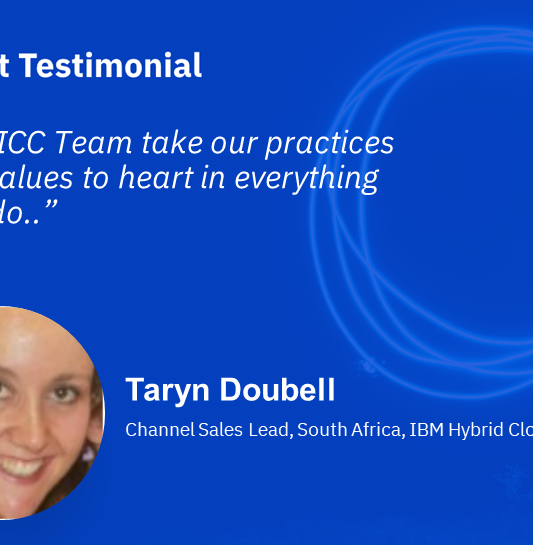 t Testimonial
ICC Team take our practices
alues to heart in everything
do..”
Taryn Doubell
Channel Sales Lead, South Africa, IBM Hybrid Clo